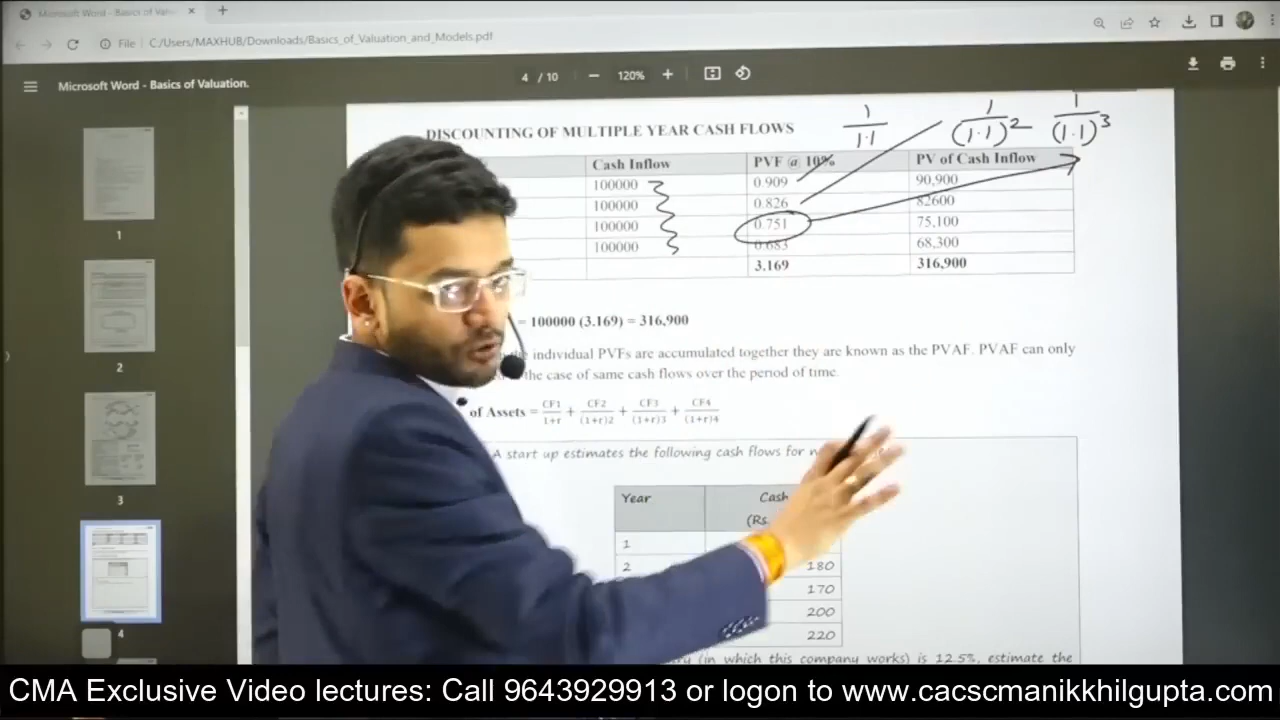 Microsoft Word - Basics of Val
File | C:/Users/MAXHUB/Downloads/Basics_of_Valuation_and_Models.pdf
Microsoft Word - Basics of Valuation.
4 / 10 − 120% +
1/1.1 1/(1.1)2 1/(1.1)3
DISCOUNTING OF MULTIPLE YEAR CASH FLOWS
Cash Inflow PVF @ 10% PV of Cash Inflow
100000 0.909 90,900
100000 0.826 82600
100000 0.751 75,100
100000 0.683 68,300
3.169 316,900
= 100000 (3.169) = 316,900
individual PVFs are accumulated together they are known as the PVAF. PVAF can only
the case of same cash flows over the period of time.
of Assets = CF1/1+r + CF2/(1+r)2 + CF3/(1+r)3 + CF4/(1+r)4
A start up estimates the following cash flows for
Year Cash
(Rs.
1
2 180
170
200
220
(in which this company works) is 12.5%, estimate the
1
2
3
4
CMA Exclusive Video lectures: Call 9643929913 or logon to www.cacscmanikkhilgupta.com